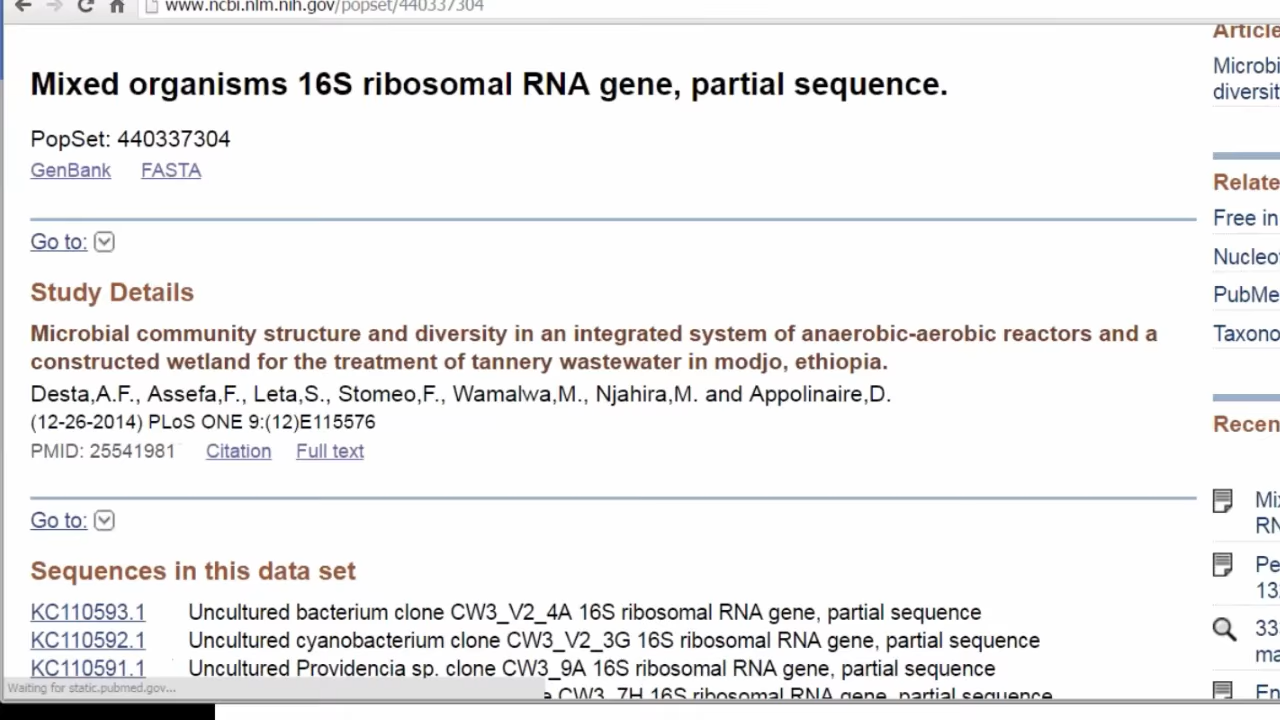 www.ncbi.nlm.nih.gov/popset/440337304
Mixed organisms 16S ribosomal RNA gene, partial sequence.
PopSet: 440337304
GenBank FASTA
Go to:
Study Details
Microbial community structure and diversity in an integrated system of anaerobic-aerobic reactors and a
constructed wetland for the treatment of tannery wastewater in modjo, ethiopia.
Desta,A.F., Assefa,F., Leta,S., Stomeo,F., Wamalwa,M., Njahira,M. and Appolinaire,D.
(12-26-2014) PLoS ONE 9:(12)E115576
PMID: 25541981 Citation Full text
Go to:
Sequences in this data set
KC110593.1 Uncultured bacterium clone CW3_V2_4A 16S ribosomal RNA gene, partial sequence
KC110592.1 Uncultured cyanobacterium clone CW3_V2_3G 16S ribosomal RNA gene, partial sequence
KC110591.1 Uncultured Providencia sp. clone CW3_9A 16S ribosomal RNA gene, partial sequence
e CW3_7H 16S ribosomal RNA gene, partial sequence
Waiting for static.pubmed.gov...
Article
Microbi
diversit
Relate
Free in
Nucleo
PubMe
Taxono
Recen
Mix
RN
Pe
13
33
ma
En